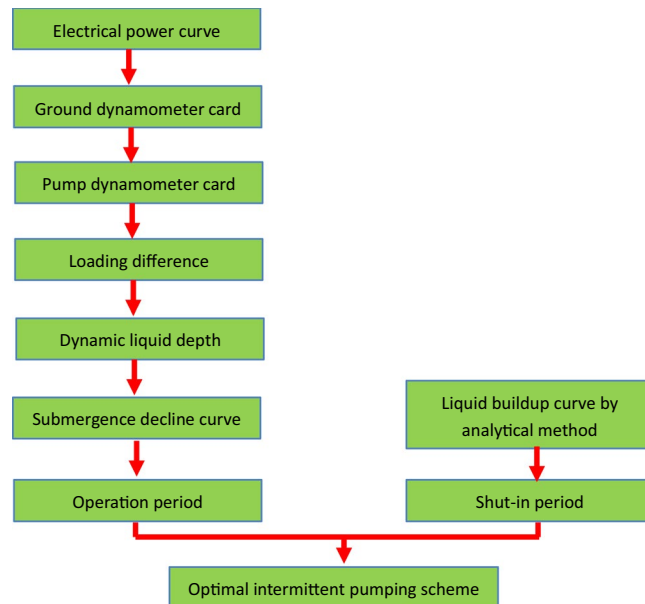 Electrical power curve
Ground dynamometer card
Pump dynamometer card
Loading difference
Dynamic liquid depth
Submergence decline curve
Liquid buildup curve by
analytical method
Operation period
Shut-in period
Optimal intermittent pumping scheme